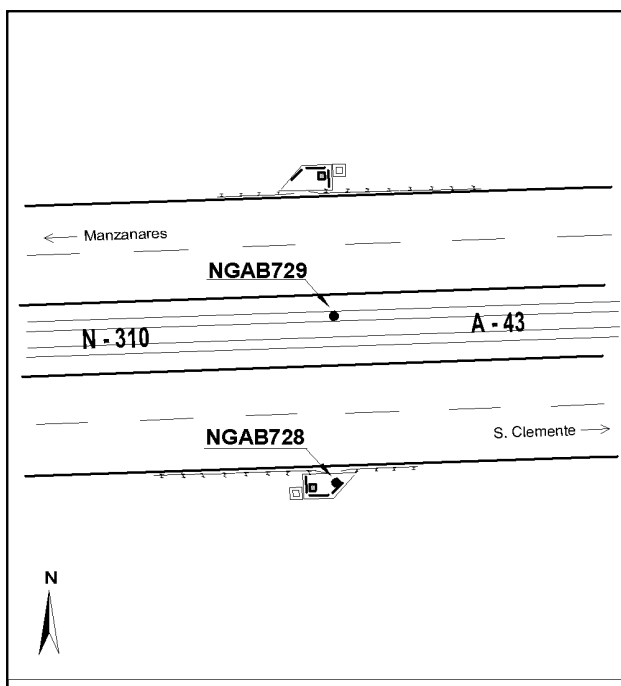 Manzanares
NGAB729
A - 43
N - 310
S. Clemente
NGAB728
N